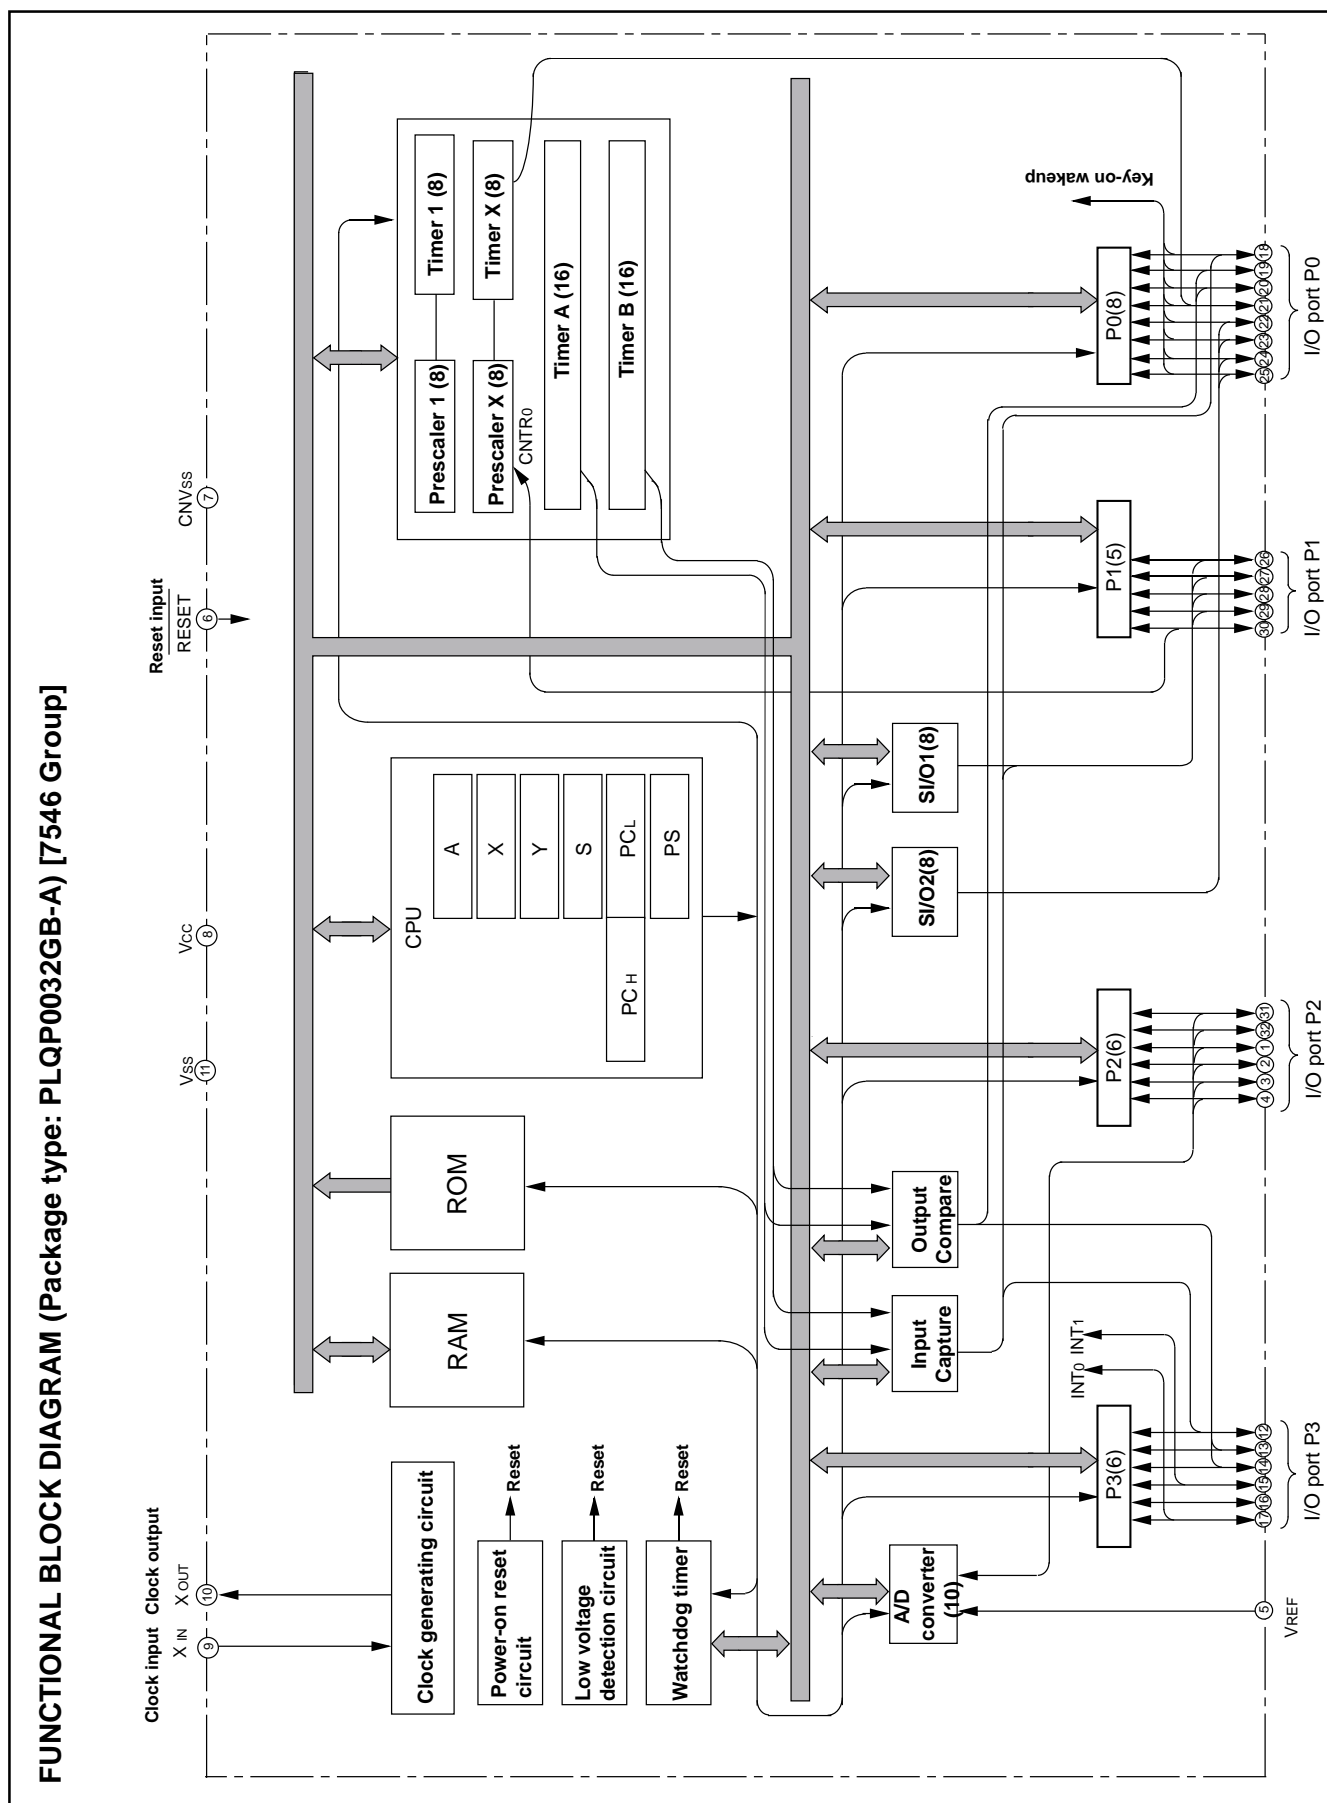 FUNCTIONAL BLOCK DIAGRAM (Package type: PLQP0032GB-A) [7546 Group]
Clock input
Clock output
X IN
X OUT
9
10
VSS
11
VCC
8
Reset input
RESET
6
CNVSS
7
Clock generating circuit
Power-on reset
circuit
Reset
Low voltage
detection circuit
Reset
Watchdog timer
Reset
RAM
ROM
CPU
A
X
Y
S
PCH
PCL
PS
Prescaler 1 (8)
Timer 1 (8)
Prescaler X (8)
Timer X (8)
CNTR0
Timer A (16)
Timer B (16)
A/D
converter
(10)
Input
Capture
Output
Compare
SI/O2(8)
SI/O1(8)
INT0
INT1
Key-on wakeup
P3(6)
P2(6)
P1(5)
P0(8)
5
17
16
15
14
13
12
4
3
2
1
32
31
30
29
28
27
26
25
24
23
22
21
20
19
18
VREF
I/O port P3
I/O port P2
I/O port P1
I/O port P0